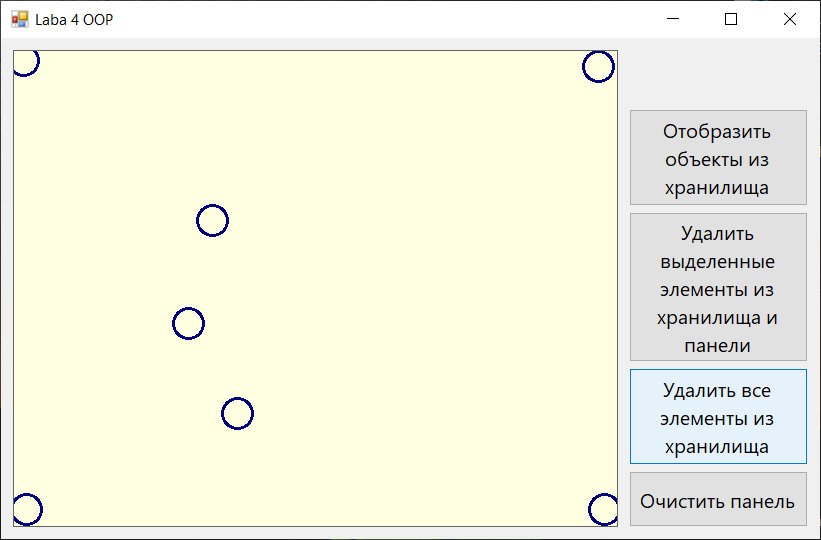 Laba 4 OOP
Отобразить
объекты из
хранилища
Удалить
выделенные
элементы из
хранилища и
панели
Удалить все
элементы из
хранилища
Очистить панель